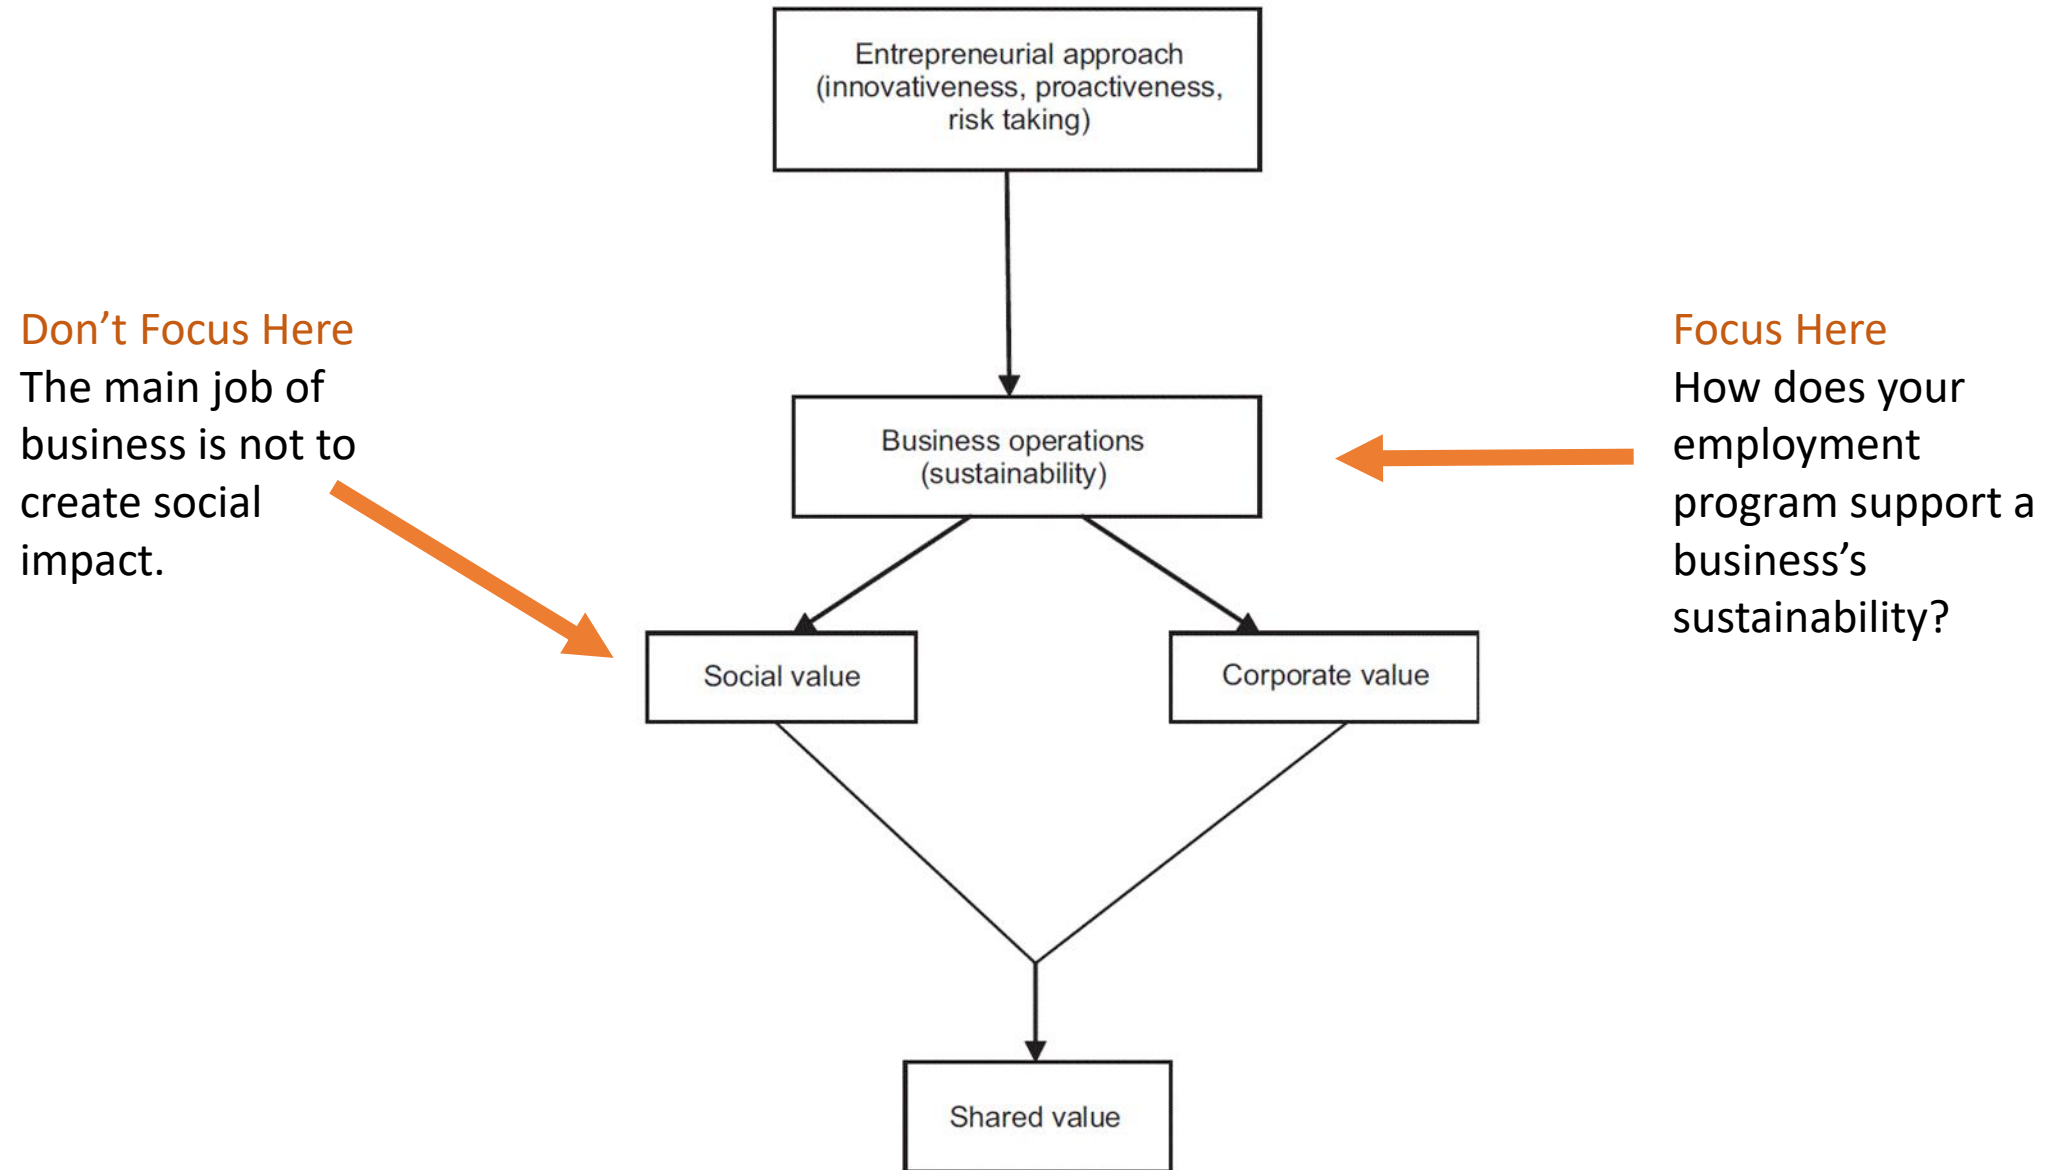 Entrepreneurial approach
(innovativeness, proactiveness,
risk taking)
Don’t Focus Here
The main job of
business is not to
create social
impact.
Business operations
(sustainability)
Focus Here
How does your
employment
program support a
business’s
sustainability?
Social value
Corporate value
Shared value